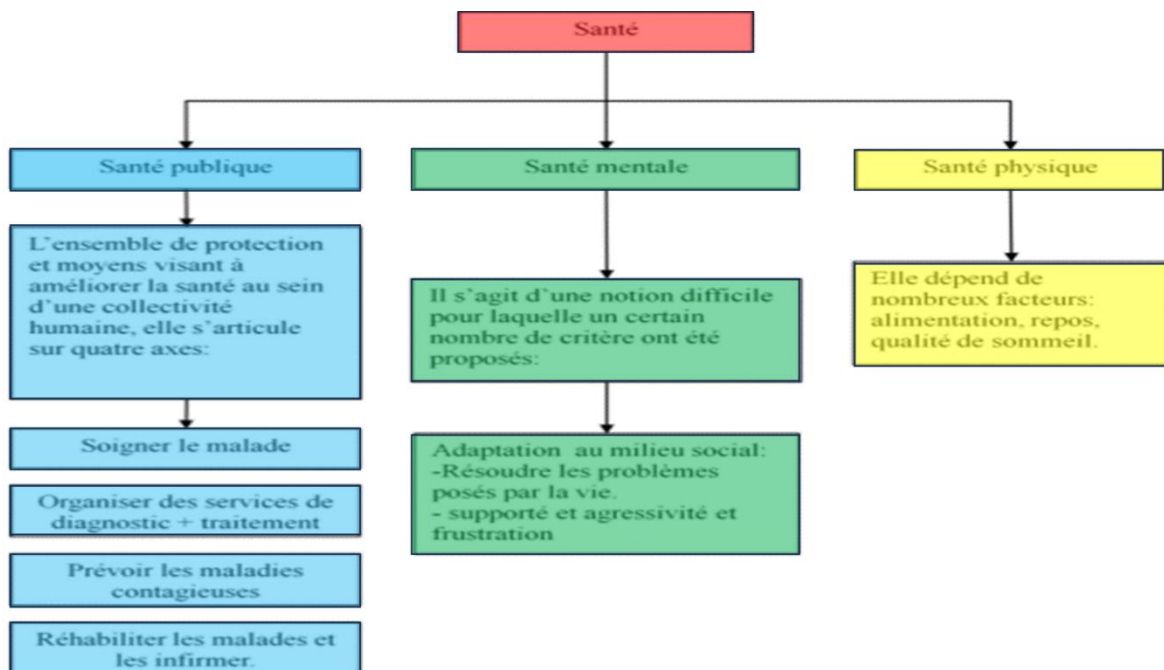 Santé
Santé publique
Santé mentale
Santé physique
L'ensemble de protection
et moyens visant à
améliorer la santé au sein
d'une collectivité
humaine, elle s'articule
sur quatre axes:
Il s'agit d'une notion difficile
pour laquelle un certain
nombre de critère ont été
proposés:
Elle dépend de
nombreux facteurs:
alimentation, repos,
qualité de sommeil.
Soigner le malade
Organiser des services de
diagnostic + traitement
Prévoir les maladies
contagieuses
Réhabiliter les malades et
les infirmer.
Adaptation au milieu social:
-Résoudre les problèmes
posés par la vie.
- supporté et agressivité et
frustration